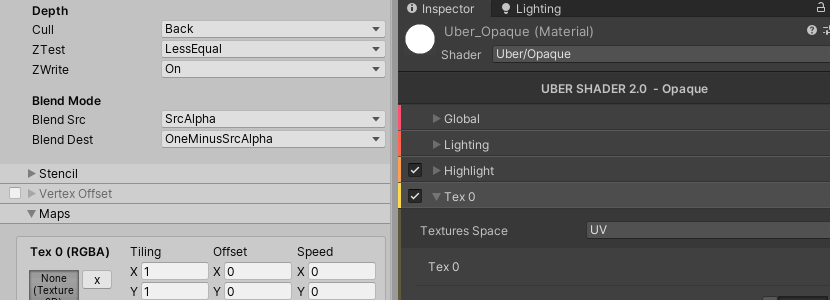 Depth
Cull Back
ZTest LessEqual
ZWrite On
Blend Mode
Blend Src SrcAlpha
Blend Dest OneMinusSrcAlpha
Stencil
Vertex Offset
Maps
Tex 0 (RGBA) Tiling Offset Speed
X 1 X 0 X 0
None x
(Texture Y 1 Y 0 Y 0
Inspector Lighting
Uber_Opaque (Material)
Shader Uber/Opaque
UBER SHADER 2.0 - Opaque
Global
Lighting
Highlight
Tex 0
Textures Space UV
Tex 0